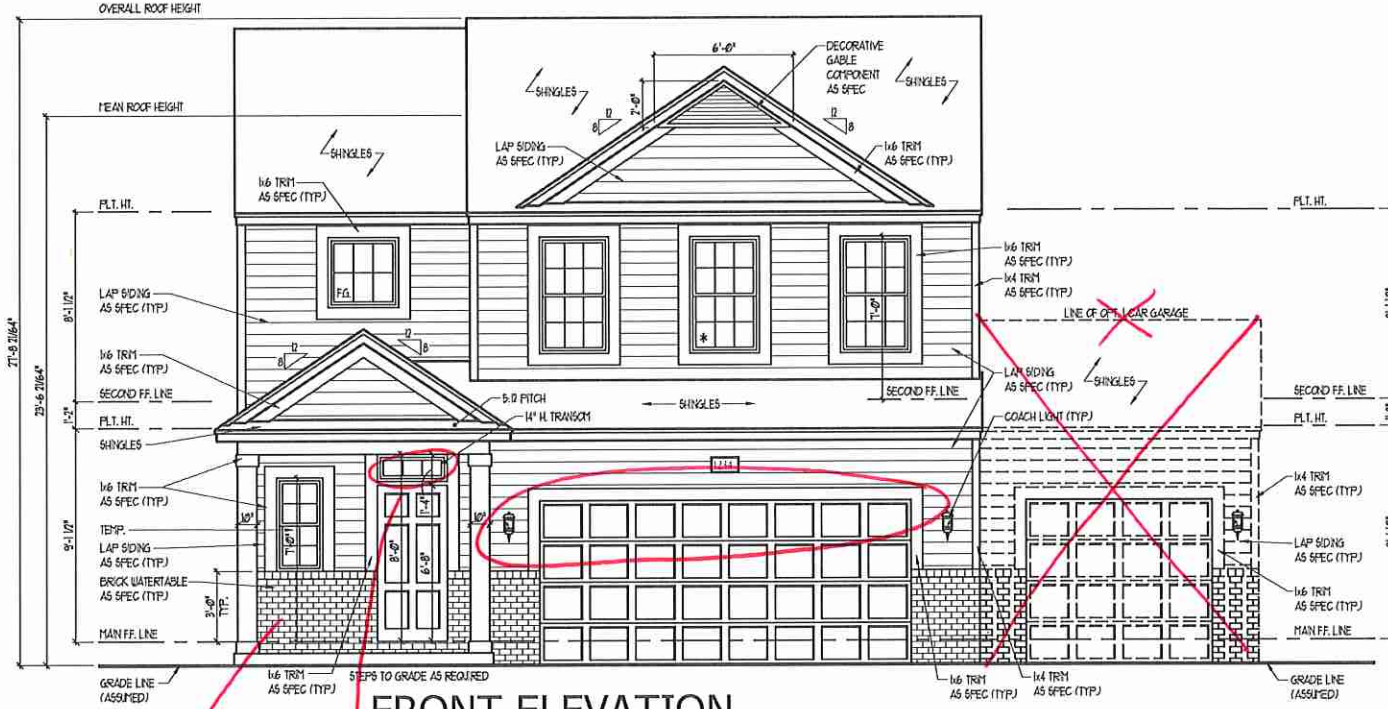 OVERALL ROOF HEIGHT
MEAN ROOF HEIGHT
PLT. HT.
8'-1 1/2"
27'-8 21/64"
23'-6 21/64"
LAP SIDING
AS SPEC (TYP.)
1x6 TRIM
AS SPEC (TYP.)
SECOND F.F. LINE
1'-2"
PLT. HT.
SHINGLES
1x6 TRIM
AS SPEC (TYP.)
9'-1 1/2"
TEMP.
LAP SIDING
AS SPEC (TYP.)
BRICK WATERTABLE
AS SPEC (TYP.)
MAIN F.F. LINE
GRADE LINE
(ASSUMED)
SHINGLES
1x6 TRIM
AS SPEC (TYP.)
F.G.
12
8
12
8
5:12 PITCH
14" H. TRANSOM
10"
7'-0"
3'-0"
TYP.
8'-0"
6'-8"
1'-4"
10"
1x6 TRIM
AS SPEC (TYP.)
STEPS TO GRADE AS REQUIRED
SHINGLES
6'-0"
2'-0"
DECORATIVE
GABLE
COMPONENT
AS SPEC
SHINGLES
12
8
12
8
LAP SIDING
AS SPEC (TYP.)
1x6 TRIM
AS SPEC (TYP.)
*
7'-0"
SECOND F.F. LINE
SHINGLES
1234
PLT. HT.
1x6 TRIM
AS SPEC (TYP.)
1x4 TRIM
AS SPEC (TYP.)
LINE OF OPT. 1 CAR GARAGE
LAP SIDING
AS SPEC (TYP.)
SHINGLES
COACH LIGHT (TYP.)
SECOND F.F. LINE
PLT. HT.
1x4 TRIM
AS SPEC (TYP.)
LAP SIDING
AS SPEC (TYP.)
1x6 TRIM
AS SPEC (TYP.)
MAIN F.F. LINE
1x6 TRIM
AS SPEC (TYP.)
1x4 TRIM
AS SPEC (TYP.)
GRADE LINE
(ASSUMED)
FRONT ELEVATION